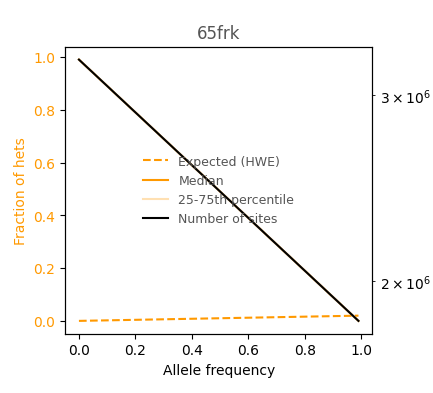 65frk
1.0
0.8
0.6
0.4
0.2
0.0
Fraction of hets
3 × 10⁶
2 × 10⁶
Expected (HWE)
Median
25-75th percentile
Number of sites
0.0 0.2 0.4 0.6 0.8 1.0
Allele frequency